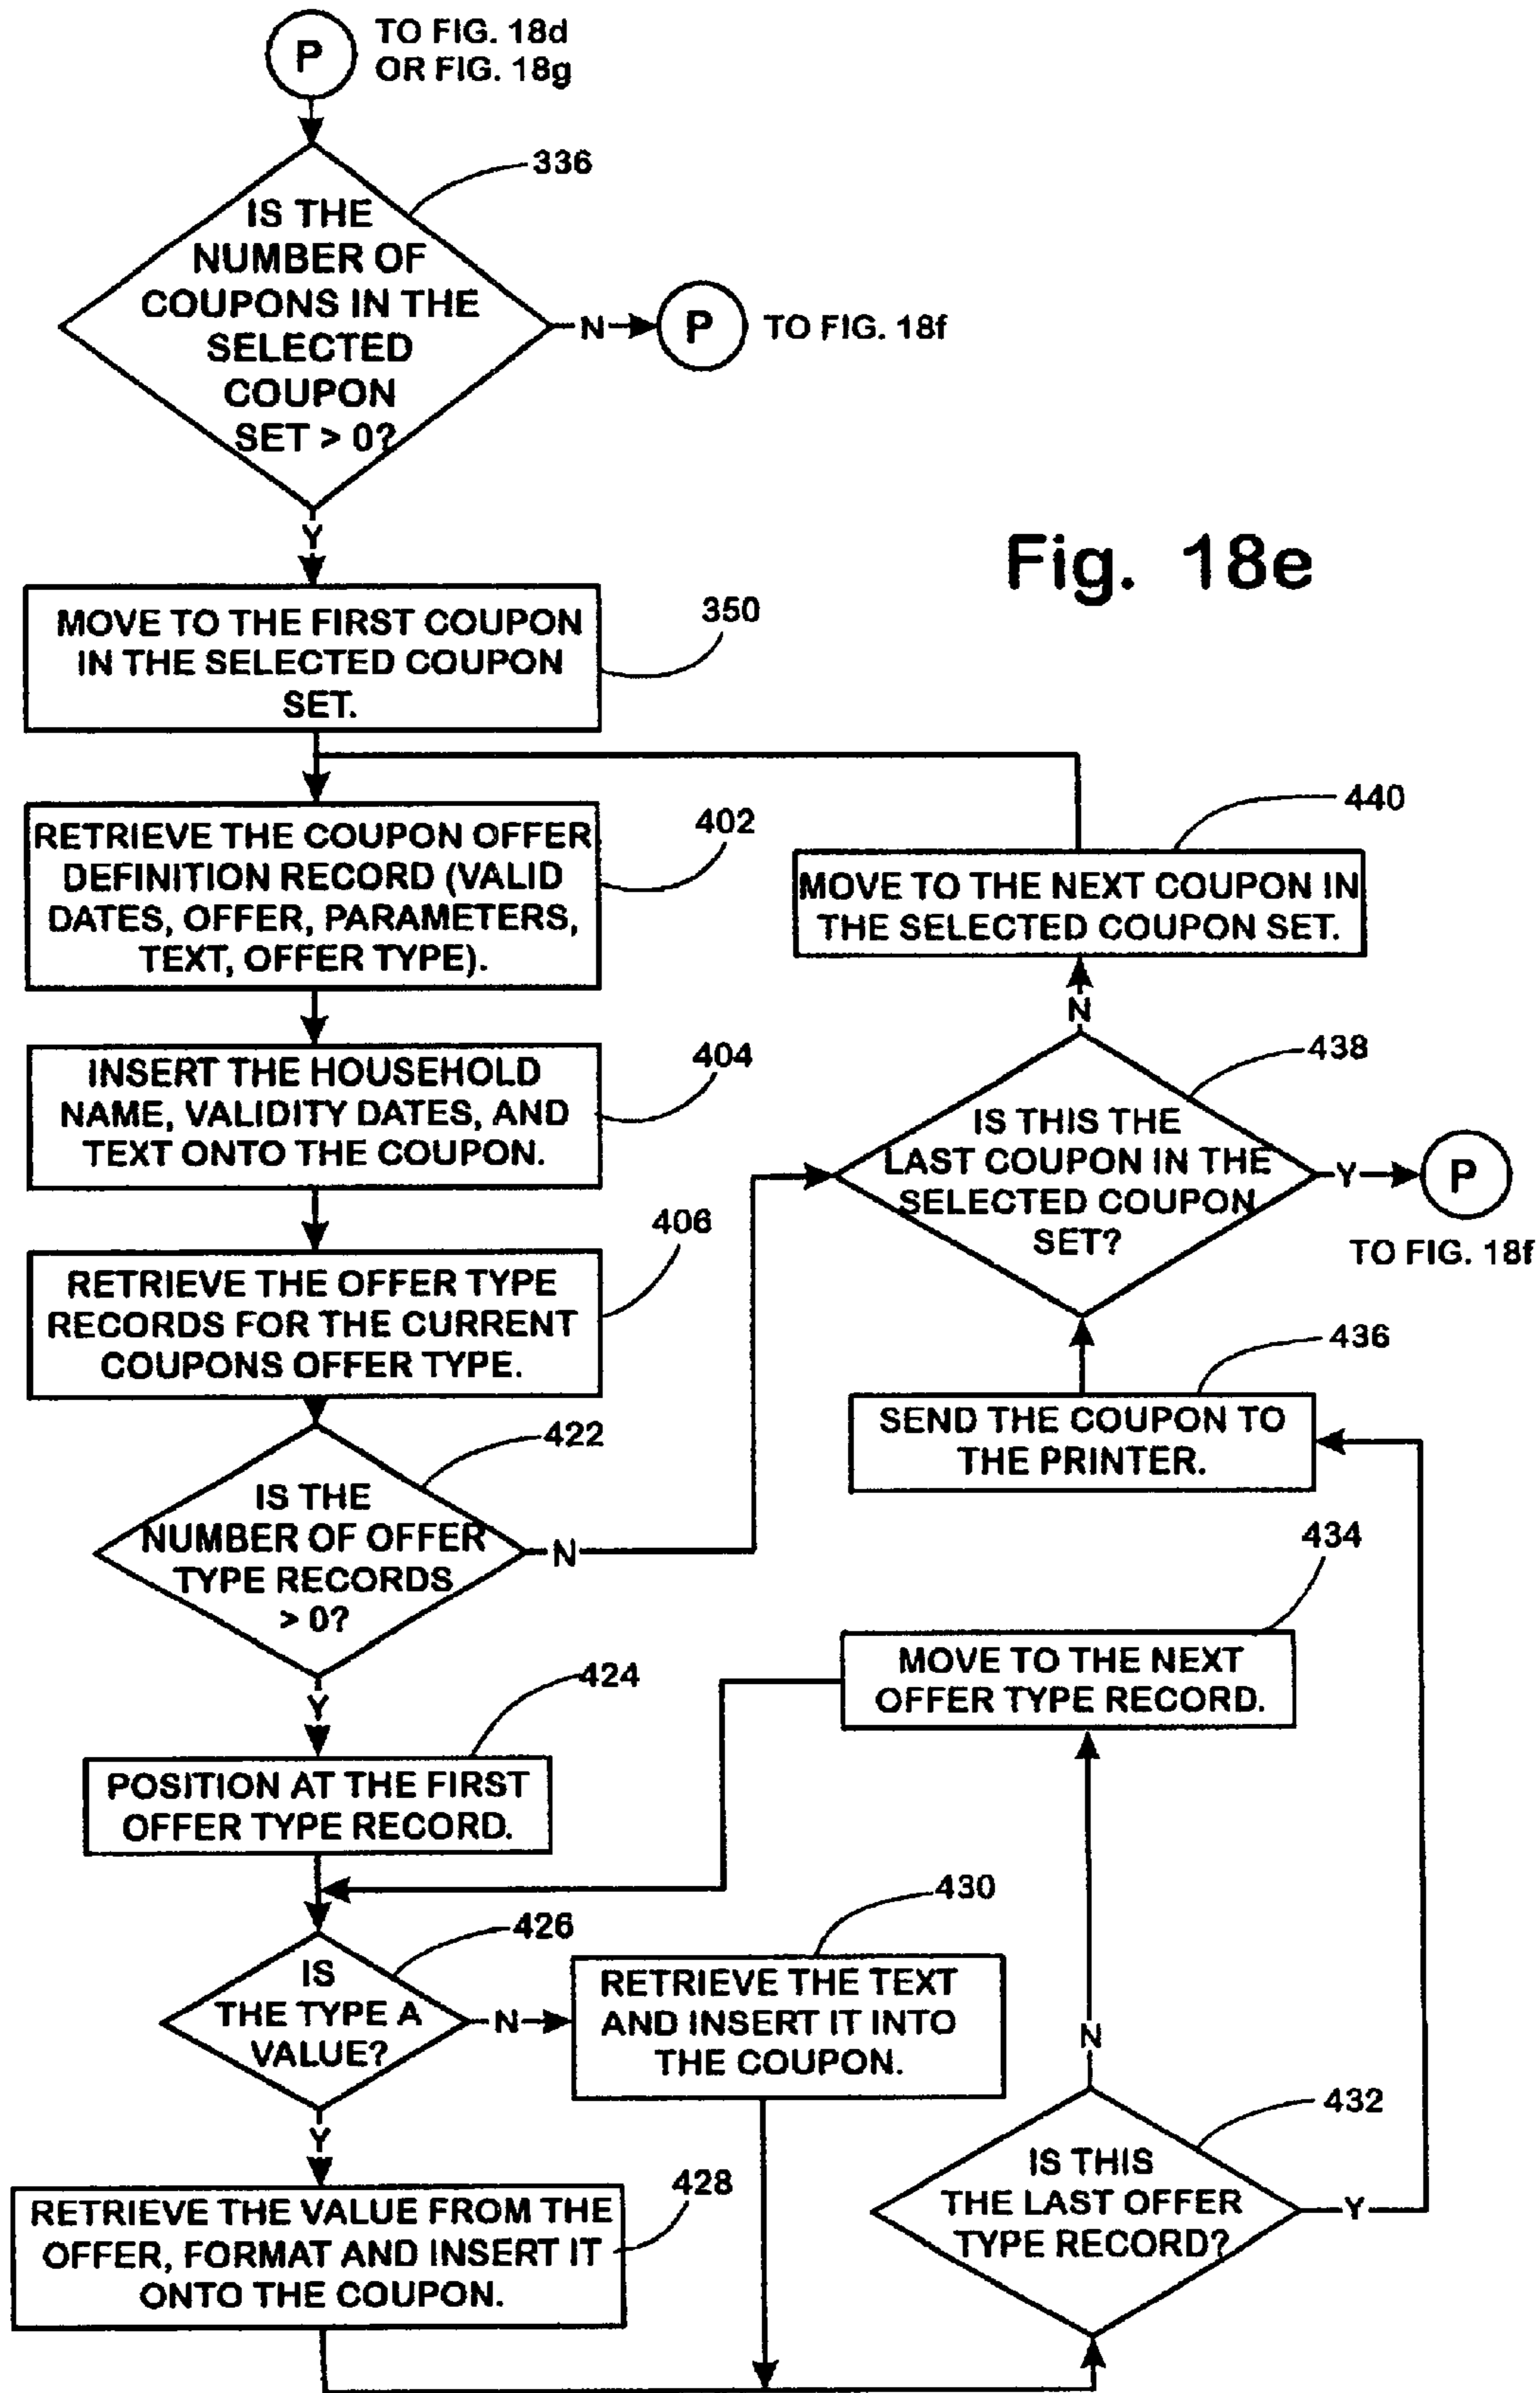 P
TO FIG. 18d
OR FIG. 18g
336
IS THE
NUMBER OF
COUPONS IN THE
SELECTED
COUPON
SET > 0?
N
P
TO FIG. 18f
Y
Fig. 18e
MOVE TO THE FIRST COUPON
IN THE SELECTED COUPON
SET.
350
RETRIEVE THE COUPON OFFER
DEFINITION RECORD (VALID
DATES, OFFER, PARAMETERS,
TEXT, OFFER TYPE).
402
INSERT THE HOUSEHOLD
NAME, VALIDITY DATES, AND
TEXT ONTO THE COUPON.
404
RETRIEVE THE OFFER TYPE
RECORDS FOR THE CURRENT
COUPONS OFFER TYPE.
406
IS THE
NUMBER OF OFFER
TYPE RECORDS
> 0?
422
N
Y
POSITION AT THE FIRST
OFFER TYPE RECORD.
424
IS
THE TYPE A
VALUE?
426
N
Y
RETRIEVE THE TEXT
AND INSERT IT INTO
THE COUPON.
430
RETRIEVE THE VALUE FROM THE
OFFER, FORMAT AND INSERT IT
ONTO THE COUPON.
428
440
MOVE TO THE NEXT COUPON IN
THE SELECTED COUPON SET.
N
438
IS THIS THE
LAST COUPON IN THE
SELECTED COUPON
SET?
Y
P
TO FIG. 18f
436
SEND THE COUPON TO
THE PRINTER.
434
MOVE TO THE NEXT
OFFER TYPE RECORD.
N
432
IS THIS
THE LAST OFFER
TYPE RECORD?
Y